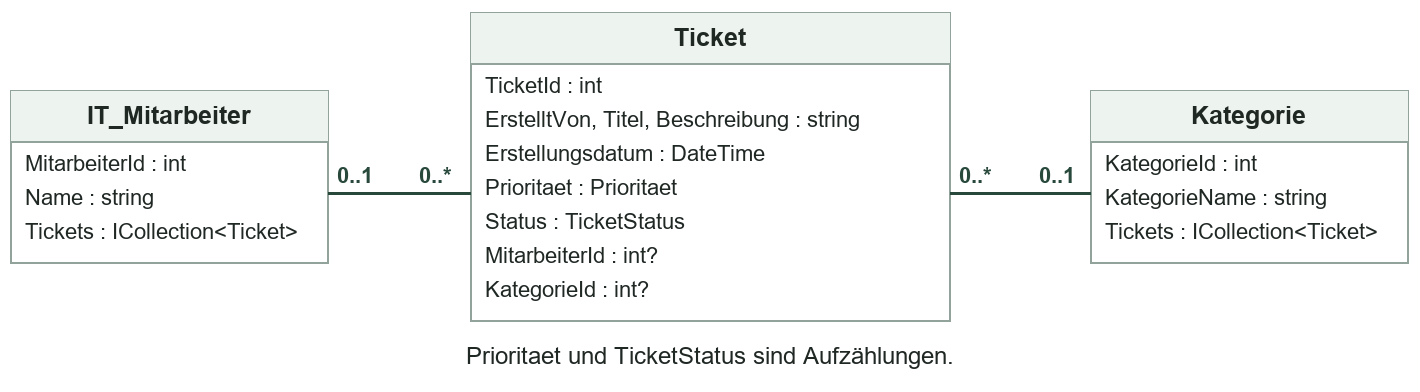 IT_Mitarbeiter
MitarbeiterId : int
Name : string
Tickets : ICollection<Ticket>
0..1
0..*
Ticket
TicketId : int
ErstelltVon, Titel, Beschreibung : string
Erstellungsdatum : DateTime
Prioritaet : Prioritaet
Status : TicketStatus
MitarbeiterId : int?
KategorieId : int?
0..*
0..1
Kategorie
KategorieId : int
KategorieName : string
Tickets : ICollection<Ticket>
Prioritaet und TicketStatus sind Aufzählungen.